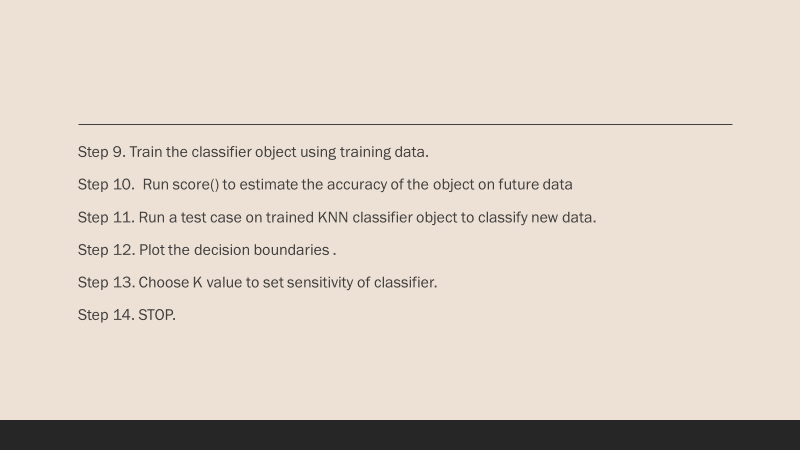 Step 9. Train the classifier object using training data.
Step 10.  Run score() to estimate the accuracy of the object on future data
Step 11. Run a test case on trained KNN classifier object to classify new data.
Step 12. Plot the decision boundaries .
Step 13. Choose K value to set sensitivity of classifier.
Step 14. STOP.